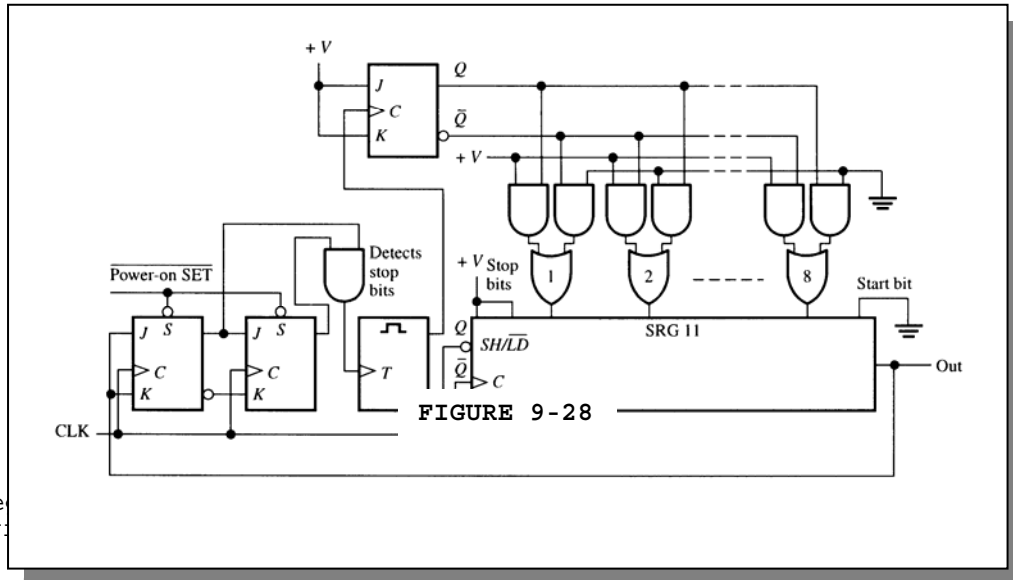 + V
Q
J
C
K
Q̅
+ V
Detects
stop
bits
Power-on SET
+ V Stop
bits
1
2
8
Start bit
J S
J S
Q
SRG 11
SH/L̅D̅
C
C
T
Q̅
C
Out
K
K
FIGURE 9-28
CLK